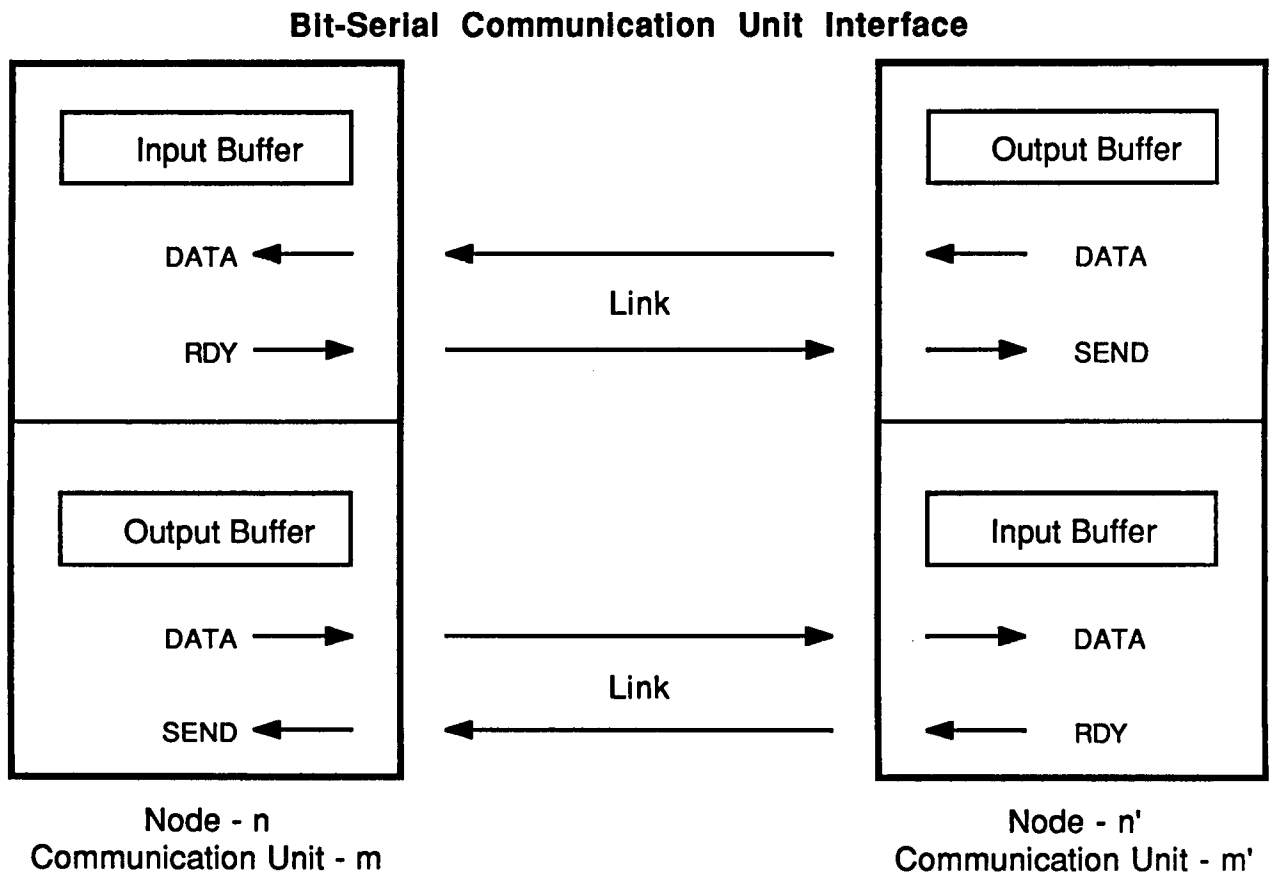 Bit-Serial Communication Unit Interface
Input Buffer
Output Buffer
DATA
DATA
Link
RDY
SEND
Output Buffer
Input Buffer
DATA
DATA
Link
SEND
RDY
Node - n
Communication Unit - m
Node - n'
Communication Unit - m'